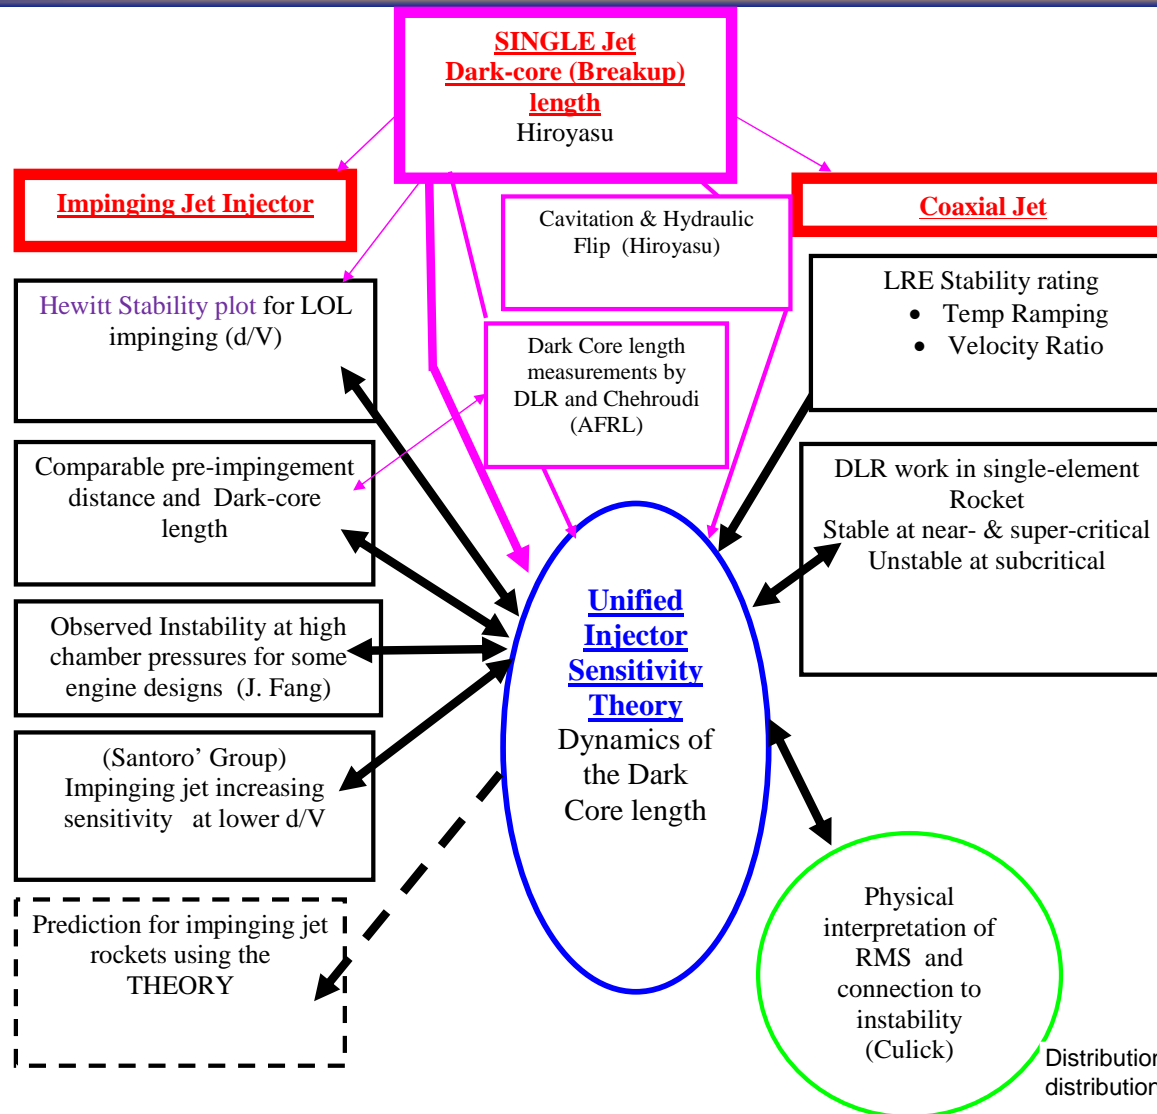 SINGLE Jet
Dark-core (Breakup)
length
Hiroyasu
Impinging Jet Injector
Coaxial Jet
Cavitation & Hydraulic
Flip (Hiroyasu)
Hewitt Stability plot for LOL
impinging (d/V)
LRE Stability rating
• Temp Ramping
• Velocity Ratio
Dark Core length
measurements by
DLR and Chehroudi
(AFRL)
Comparable pre-impingement
distance and Dark-core
length
DLR work in single-element
Rocket
Stable at near- & super-critical
Unstable at subcritical
Observed Instability at high
chamber pressures for some
engine designs (J. Fang)
Unified
Injector
Sensitivity
Theory
Dynamics of
the Dark
Core length
(Santoro' Group)
Impinging jet increasing
sensitivity at lower d/V
Prediction for impinging jet
rockets using the
THEORY
Physical
interpretation of
RMS and
connection to
instability
(Culick)
Distribution
distribution